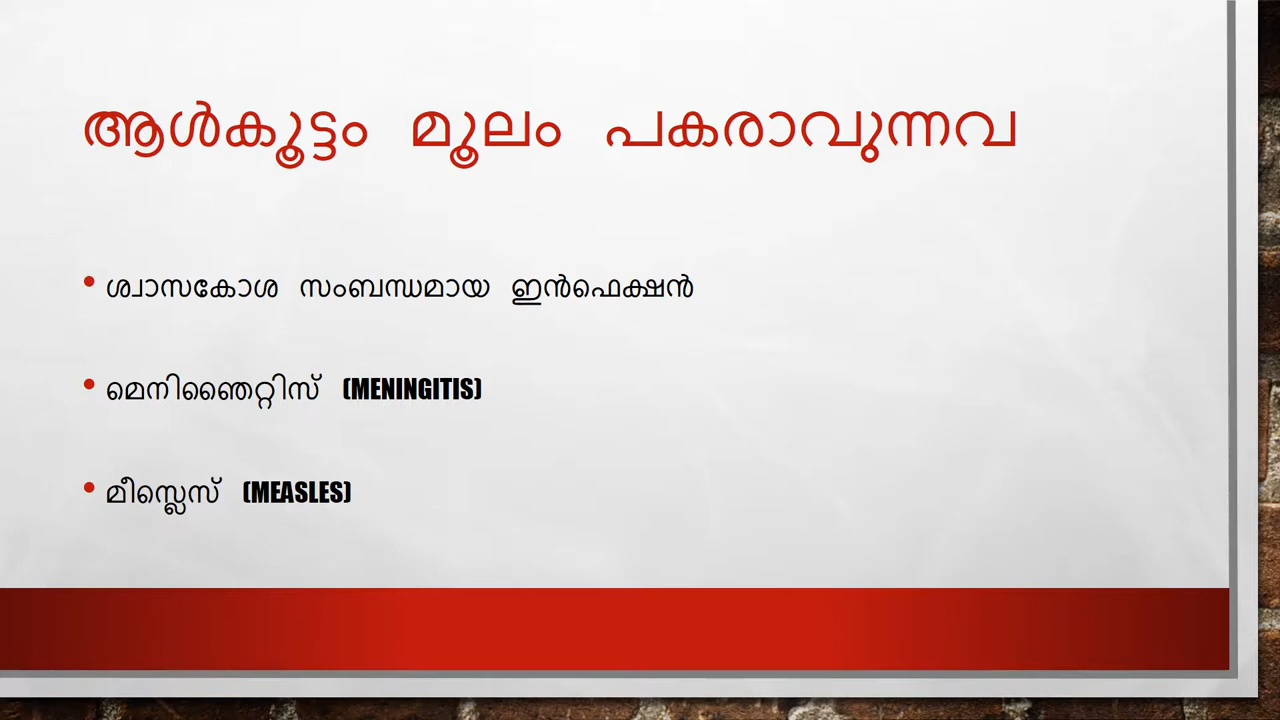 ആൾകൂട്ടം മൂലം പകരാവുന്നവ
• ശ്വാസകോശ സംബന്ധമായ ഇൻഫെക്ഷൻ
• മെനിഞ്ചൈറ്റിസ് (MENINGITIS)
• മീസ്ലെസ് (MEASLES)